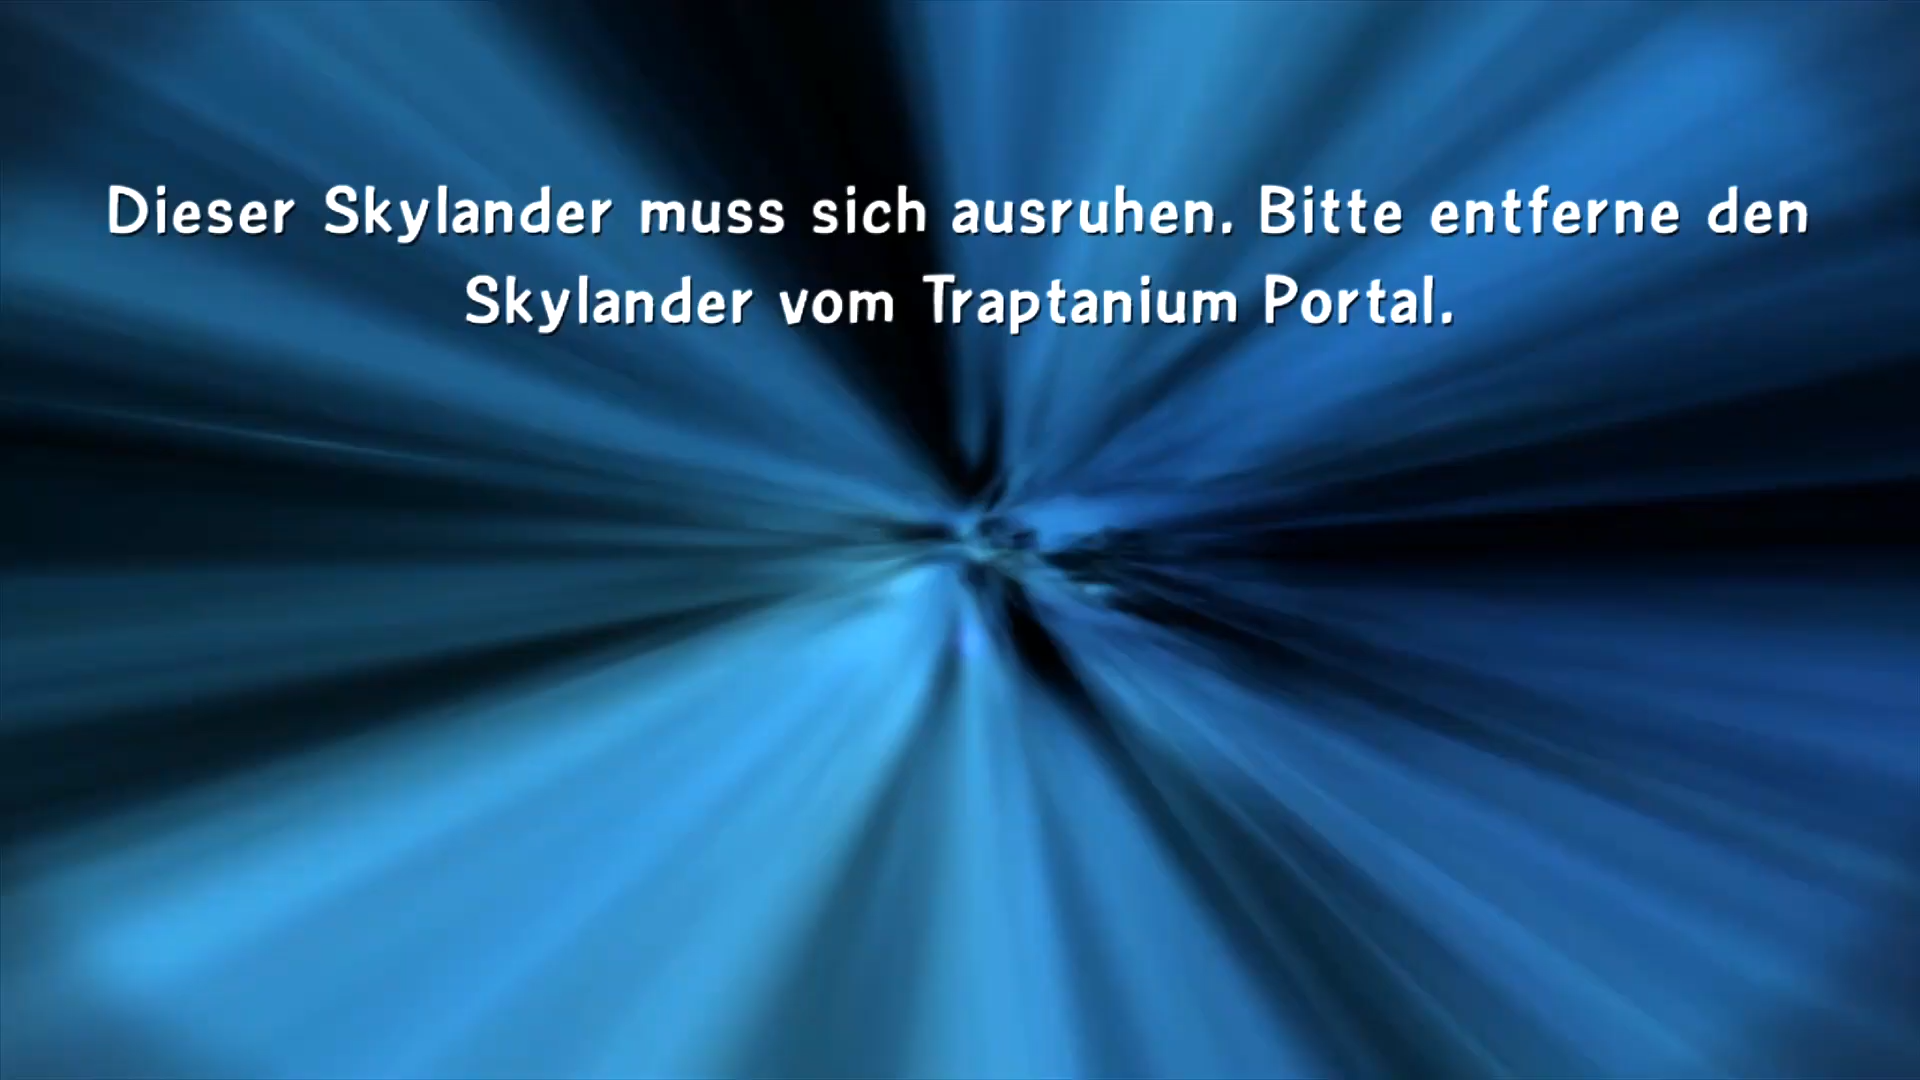 Dieser Skylander muss sich ausruhen. Bitte entferne den
Skylander vom Traptanium Portal.